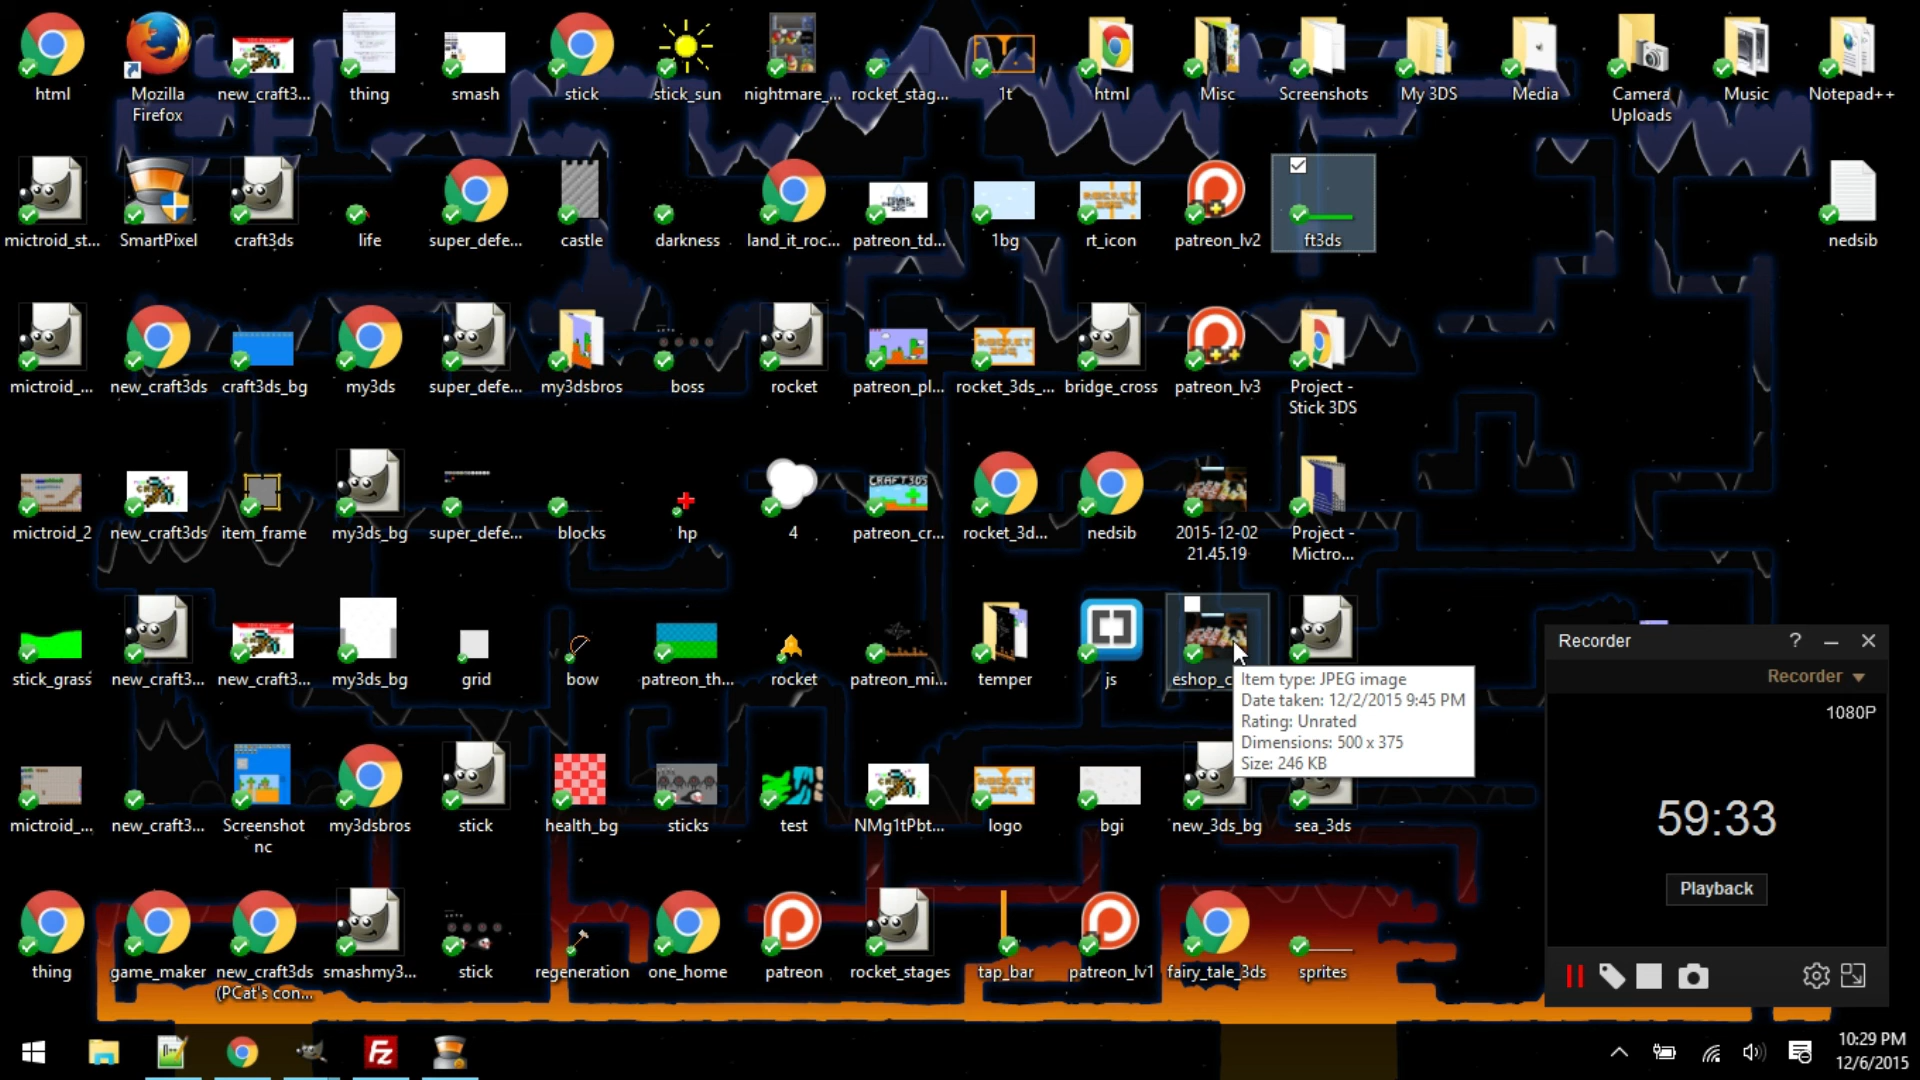 html
Mozilla
Firefox
new_craft3...
thing
smash
stick
stick_sun
nightmare_...
rocket_stag...
1t
html
Misc
Screenshots
My 3DS
Media
Camera
Uploads
Music
Notepad++
mictroid_st...
SmartPixel
craft3ds
life
super_defe...
castle
darkness
land_it_roc...
patreon_td...
1bg
rt_icon
patreon_lv2
ft3ds
nedsib
mictroid_...
new_craft3ds
craft3ds_bg
my3ds
super_defe...
my3dsbros
boss
rocket
patreon_pl...
rocket_3ds_...
bridge_cross
patreon_lv3
Project -
Stick 3DS
mictroid_2
new_craft3ds
item_frame
my3ds_bg
super_defe...
blocks
hp
4
CRAFT3DS
patreon_cr...
rocket_3d...
nedsib
2015-12-02
21.45.19
Project -
Mictro...
stick_grass
new_craft3...
new_craft3...
my3ds_bg
grid
bow
patreon_th...
rocket
patreon_mi...
temper
js
eshop_c
Item type: JPEG image
Date taken: 12/2/2015 9:45 PM
Rating: Unrated
Dimensions: 500 x 375
Size: 246 KB
mictroid_...
new_craft3...
Screenshot
nc
my3dsbros
stick
health_bg
sticks
test
NMg1tPbt...
logo
bgi
new_3ds_bg
sea_3ds
thing
game_maker
new_craft3ds
(PCat's con...
smashmy3...
stick
regeneration
one_home
patreon
rocket_stages
tap_bar
patreon_lv1
fairy_tale_3ds
sprites
Recorder
?
Recorder
1080P
59:33
Playback
Fz
10:29 PM
12/6/2015